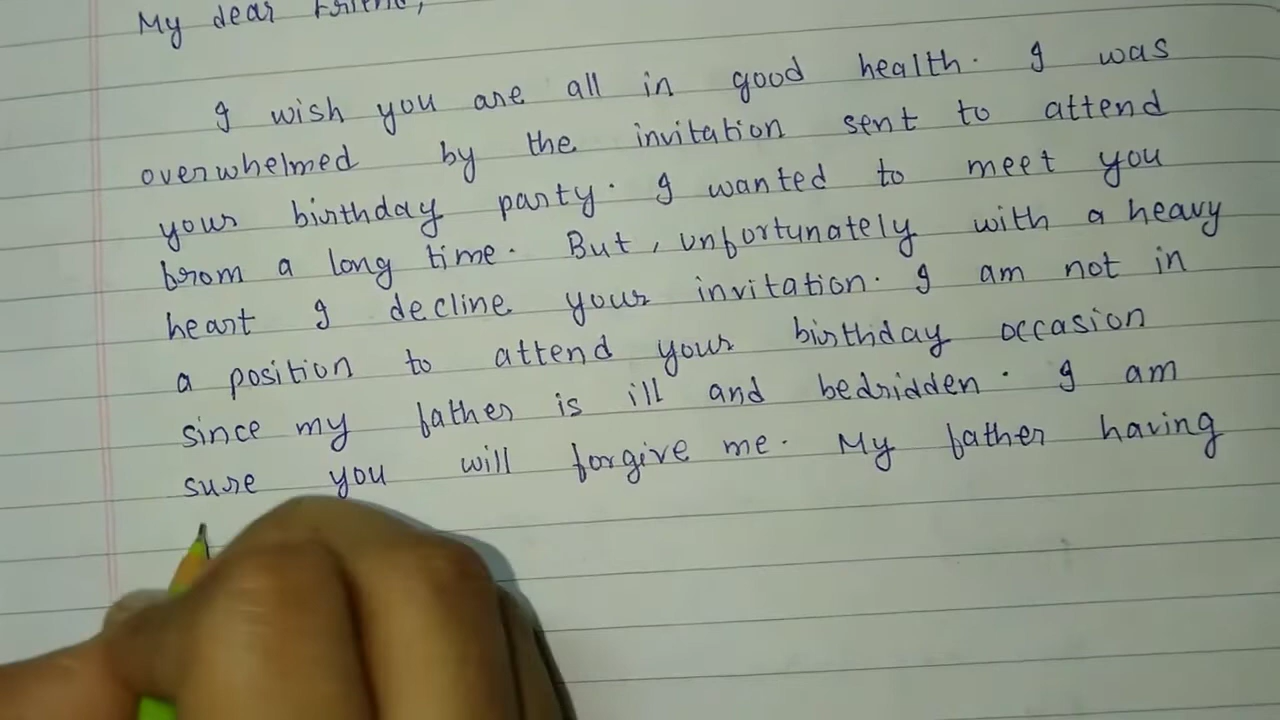 My dear Friend,
I wish you are all in good health. I was
overwhelmed by the invitation sent to attend
your birthday party. I wanted to meet you
from a long time. But, unfortunately with a heavy
heart I decline your invitation. I am not in
a position to attend your birthday occasion
since my father is ill and bedridden. I am
sure you will forgive me. My father having